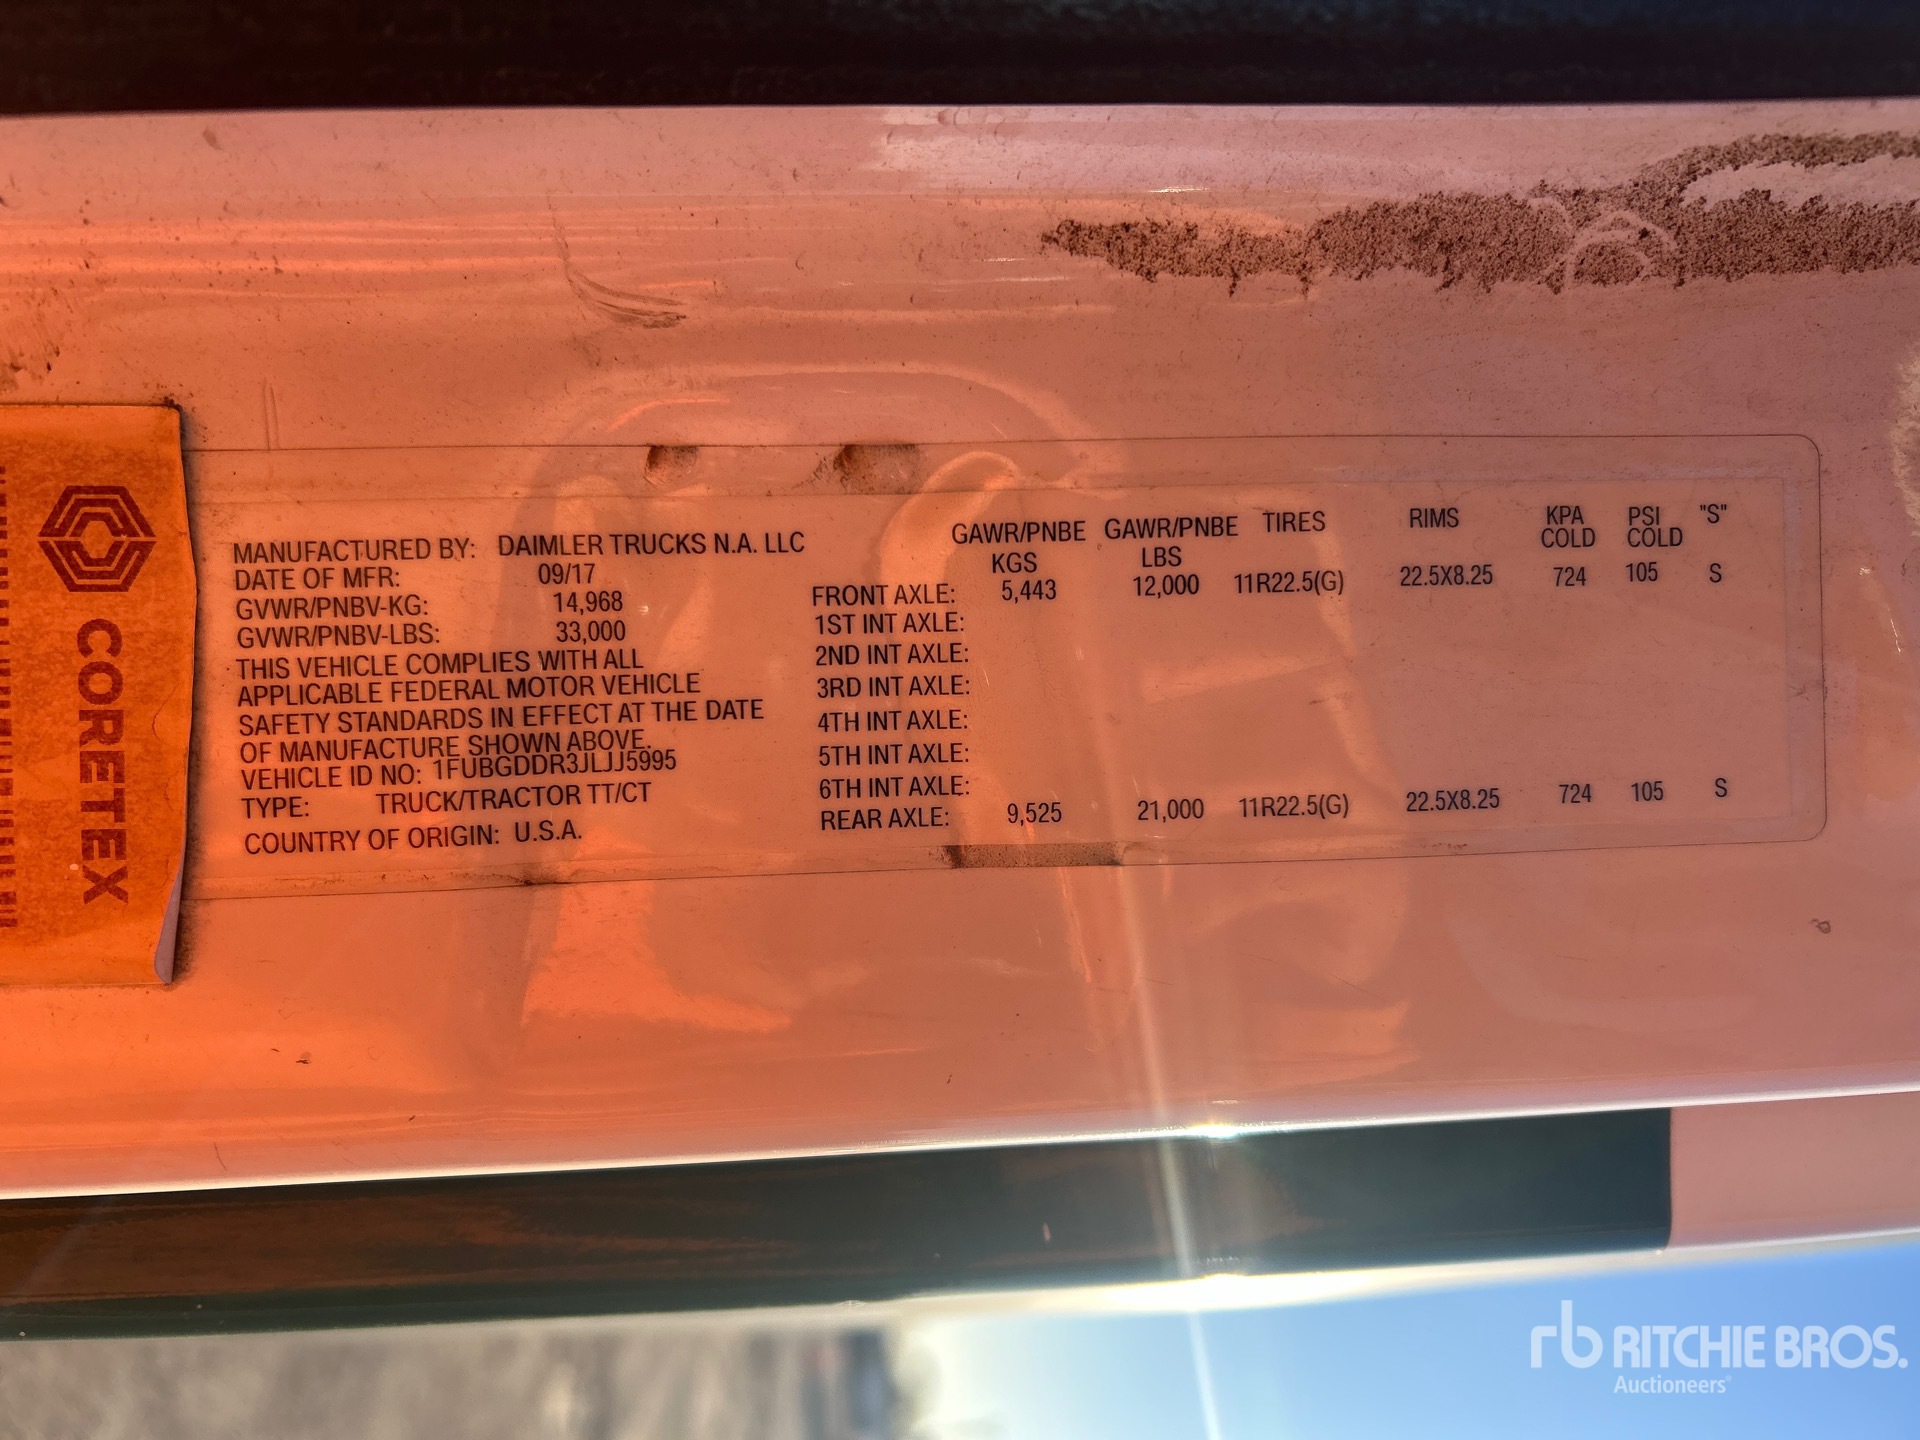 CORETEX
MANUFACTURED BY: DAIMLER TRUCKS N.A. LLC
DATE OF MFR: 09/17
GVWR/PNBV-KG: 14,968
GVWR/PNBV-LBS: 33,000
THIS VEHICLE COMPLIES WITH ALL
APPLICABLE FEDERAL MOTOR VEHICLE
SAFETY STANDARDS IN EFFECT AT THE DATE
OF MANUFACTURE SHOWN ABOVE.
VEHICLE ID NO: 1FUBGDDR3JLJJ5995
TYPE: TRUCK/TRACTOR TT/CT
COUNTRY OF ORIGIN: U.S.A.
GAWR/PNBE GAWR/PNBE TIRES RIMS KPA PSI "S"
KGS LBS COLD COLD
FRONT AXLE: 5,443 12,000 11R22.5(G) 22.5X8.25 724 105 S
1ST INT AXLE:
2ND INT AXLE:
3RD INT AXLE:
4TH INT AXLE:
5TH INT AXLE:
6TH INT AXLE:
REAR AXLE: 9,525 21,000 11R22.5(G) 22.5X8.25 724 105 S
rb RITCHIE BROS.
Auctioneers